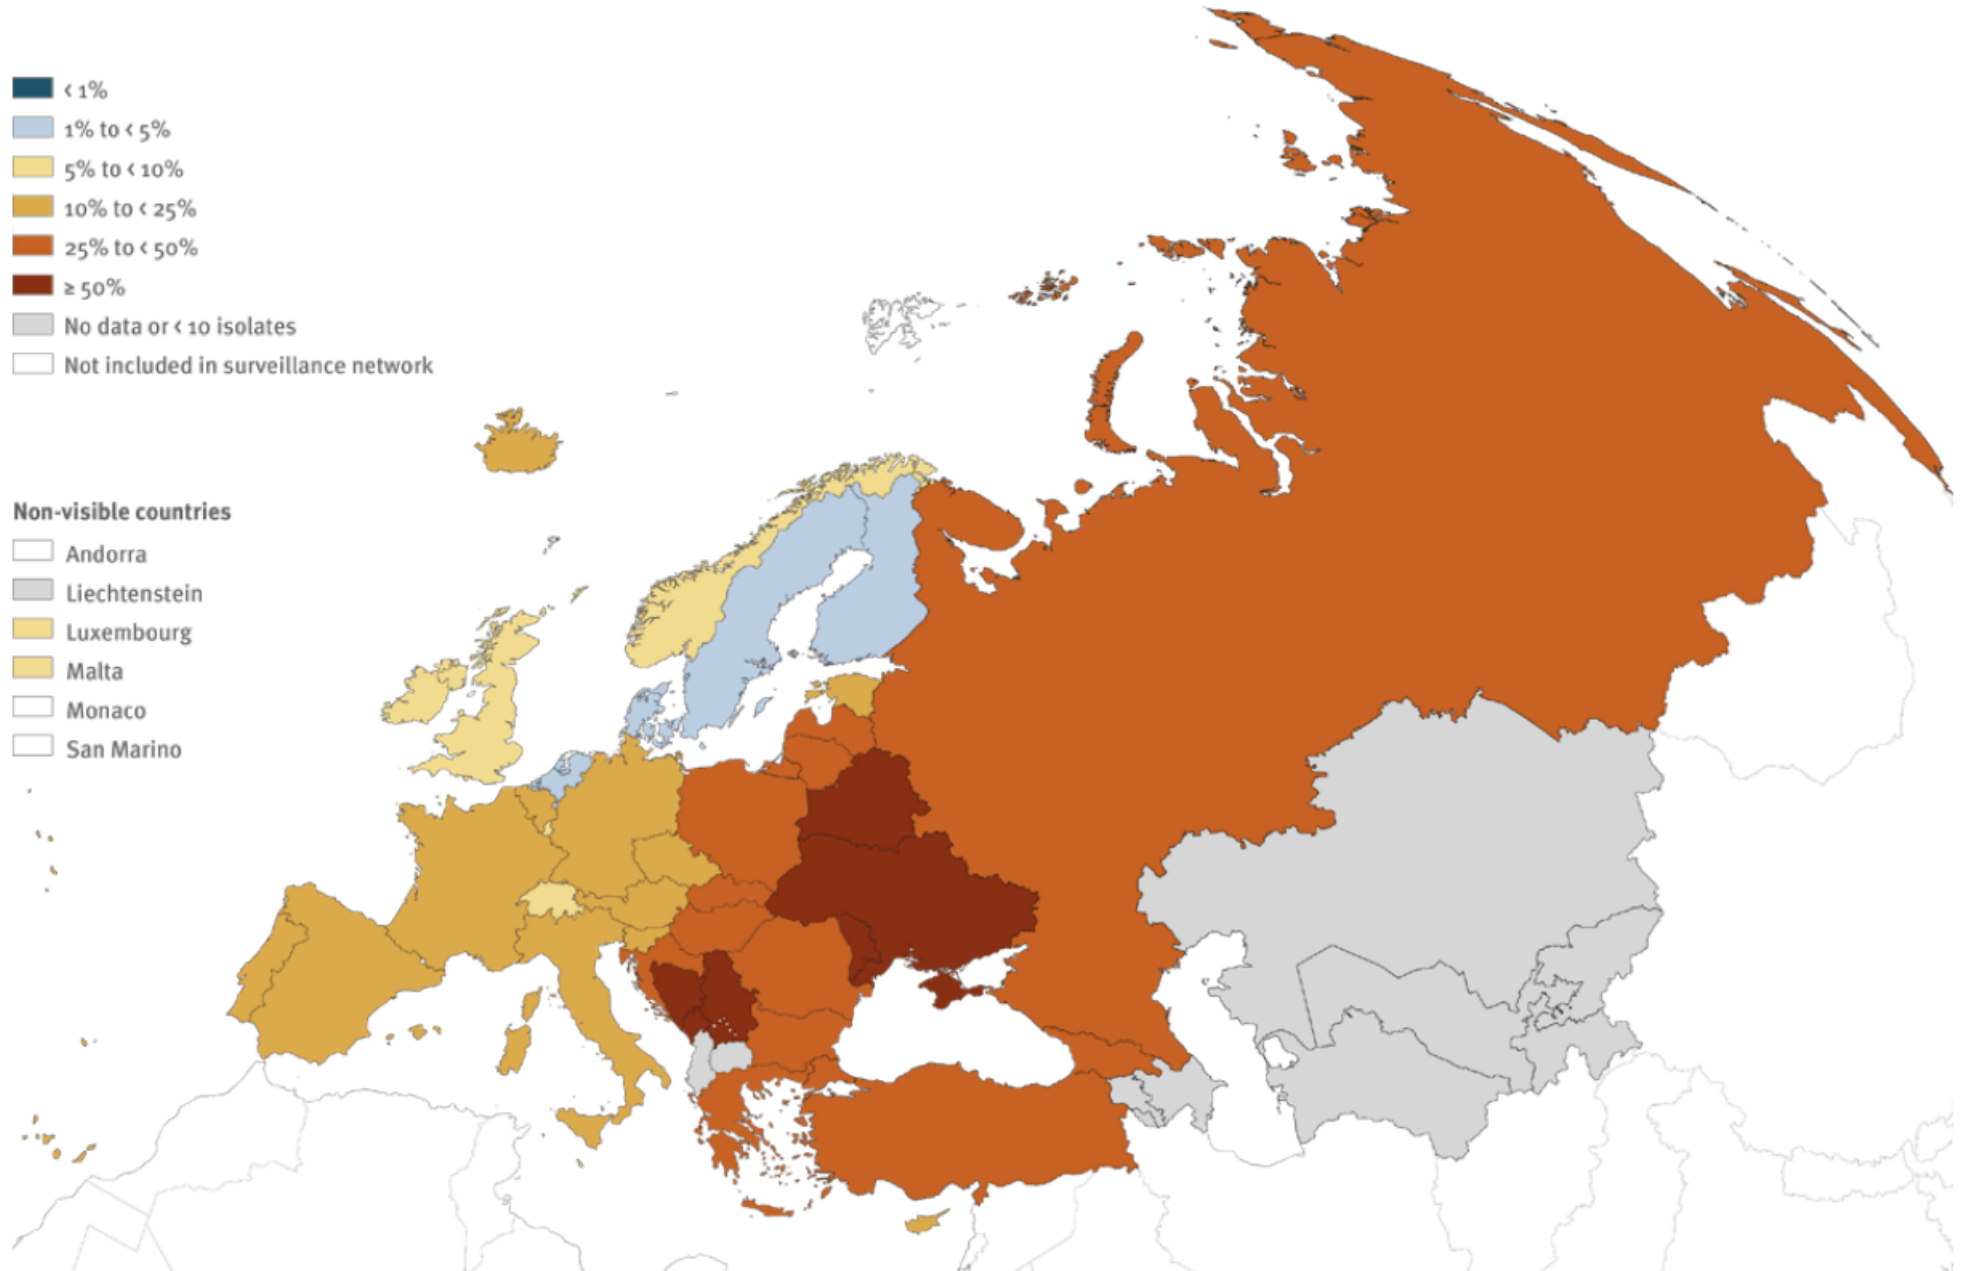 < 1%
1% to < 5%
5% to < 10%
10% to < 25%
25% to < 50%
≥ 50%
No data or < 10 isolates
Not included in surveillance network
Non-visible countries
Andorra
Liechtenstein
Luxembourg
Malta
Monaco
San Marino